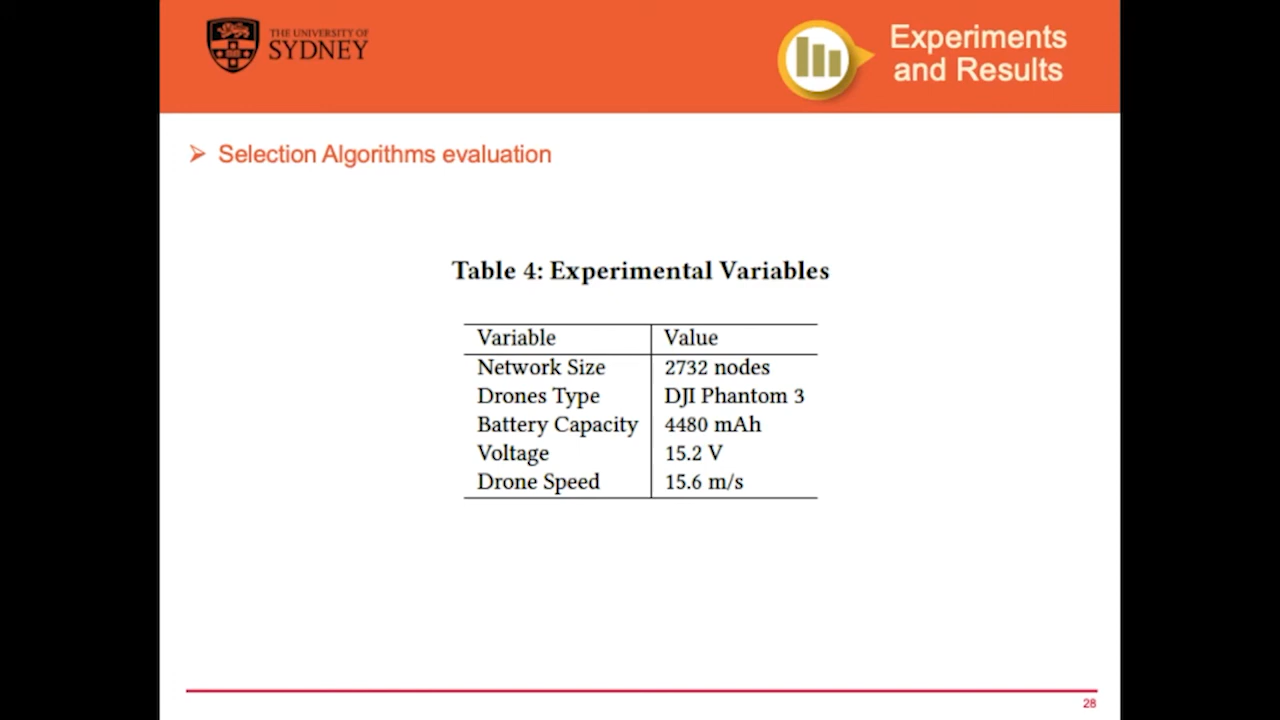 THE UNIVERSITY OF
SYDNEY
Experiments
and Results
➢ Selection Algorithms evaluation
Table 4: Experimental Variables
Variable Value
Network Size 2732 nodes
Drones Type DJI Phantom 3
Battery Capacity 4480 mAh
Voltage 15.2 V
Drone Speed 15.6 m/s
28